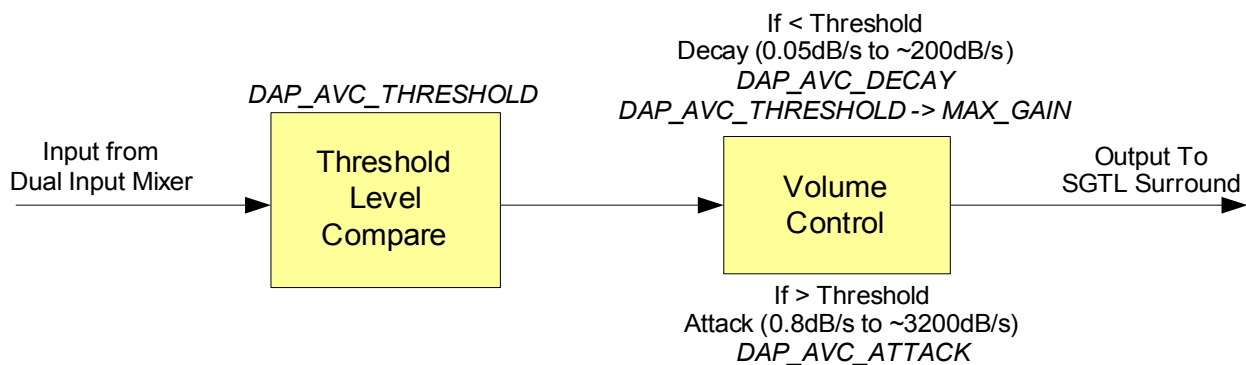 If < Threshold
Decay (0.05dB/s to ~200dB/s)
DAP_AVC_DECAY
DAP_AVC_THRESHOLD -> MAX_GAIN
DAP_AVC_THRESHOLD
Input from
Dual Input Mixer
Threshold
Level
Compare
Volume
Control
Output To
SGTL Surround
If > Threshold
Attack (0.8dB/s to ~3200dB/s)
DAP_AVC_ATTACK